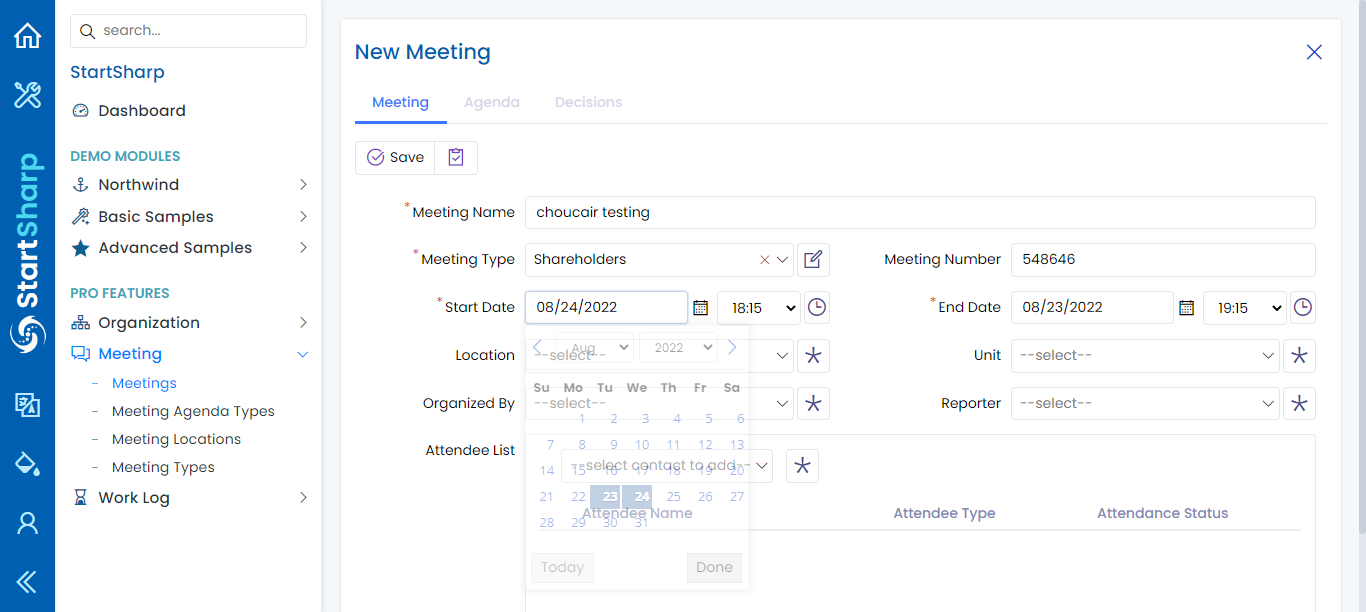 search...
StartSharp
Dashboard
DEMO MODULES
Northwind
Basic Samples
Advanced Samples
PRO FEATURES
Organization
Meeting
- Meetings
- Meeting Agenda Types
- Meeting Locations
- Meeting Types
Work Log
StartSharp
New Meeting
Meeting Agenda Decisions
Save
*Meeting Name choucair testing
*Meeting Type Shareholders Meeting Number 548646
*Start Date 08/24/2022 18:15 *End Date 08/23/2022 19:15
Location --select-- Unit --select--
Aug 2022
Su Mo Tu We Th Fr Sa
Organized By --select-- Reporter --select--
1 2 3 4 5 6
7 8 9 10 11 12 13
Attendee List
--select contact to add--
14 15 16 17 18 19 20
21 22 23 24 25 26 27
Attendee Name Attendee Type Attendance Status
28 29 30 31
Today Done